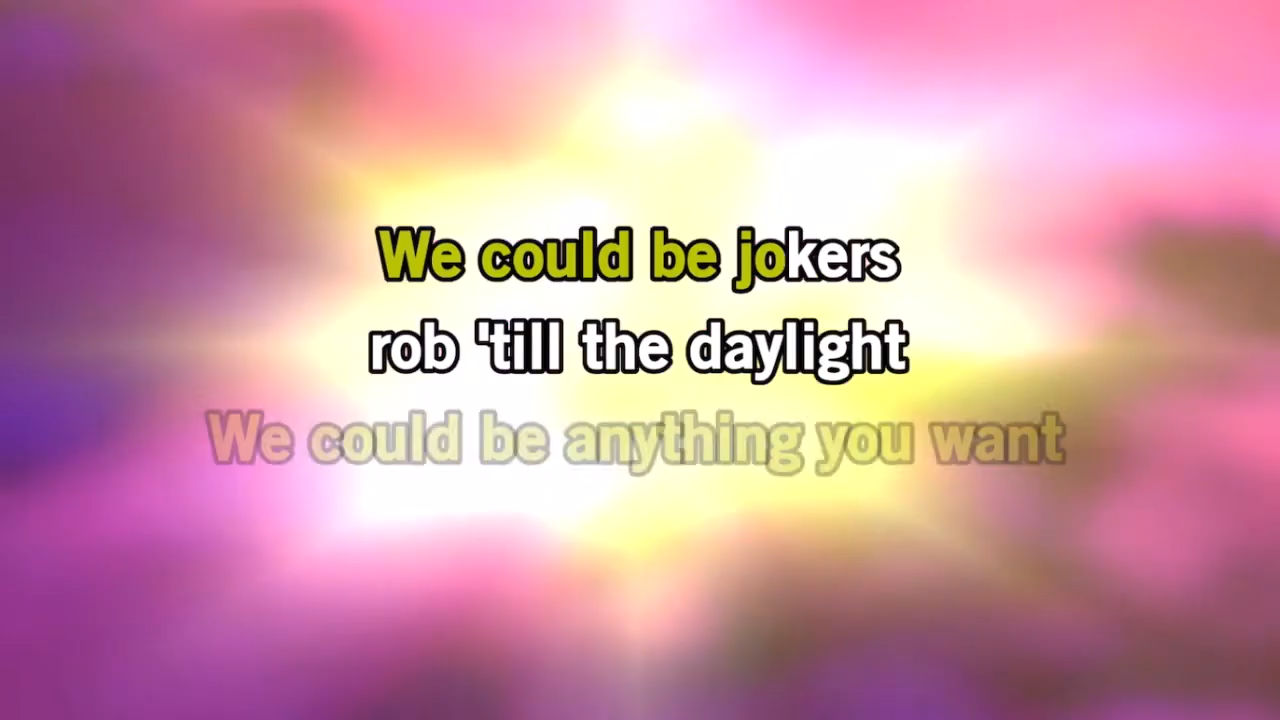 We could be jokers
rob 'till the daylight
We could be anything you want